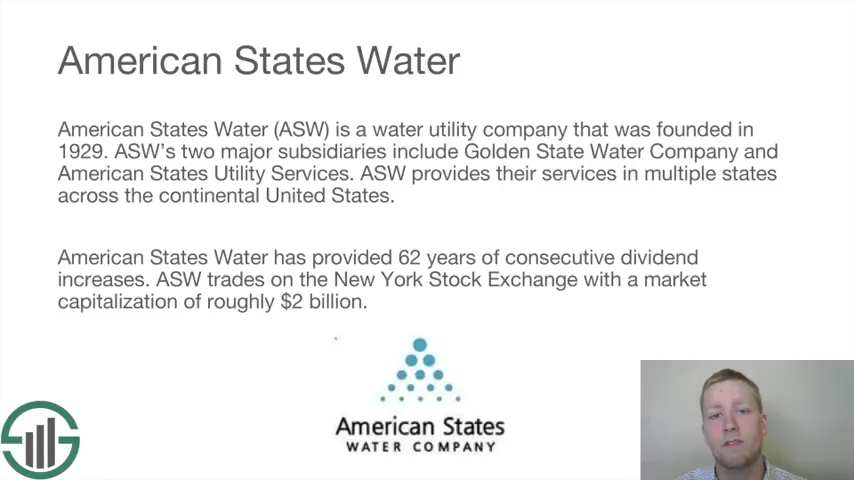 American States Water
American States Water (ASW) is a water utility company that was founded in
1929. ASW's two major subsidiaries include Golden State Water Company and
American States Utility Services. ASW provides their services in multiple states
across the continental United States.
American States Water has provided 62 years of consecutive dividend
increases. ASW trades on the New York Stock Exchange with a market
capitalization of roughly $2 billion.
American States
WATER COMPANY